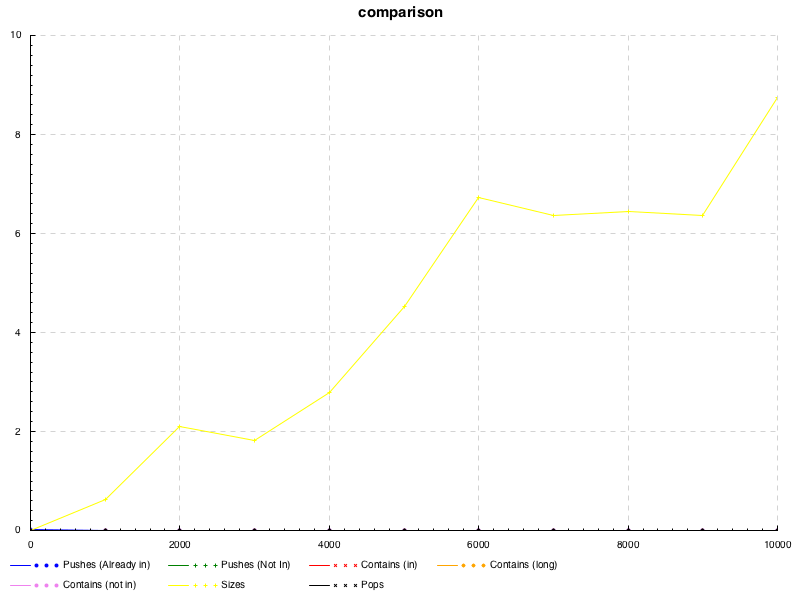 comparison
10
8
6
4
2
0
0 2000 4000 6000 8000 10000
Pushes (Already in) Pushes (Not In) Contains (in) Contains (long)
Contains (not in) Sizes Pops